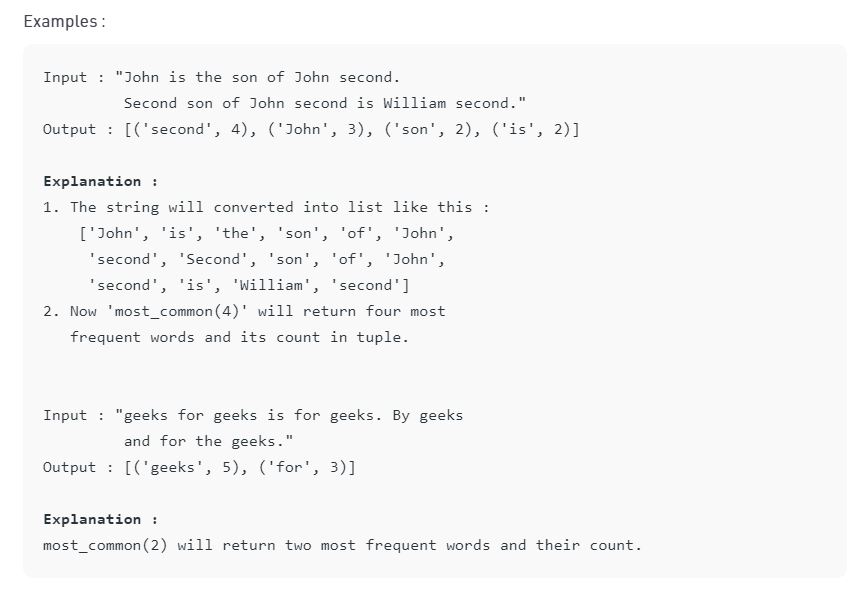 Examples :
Input : "John is the son of John second.
Second son of John second is William second."
Output : [('second', 4), ('John', 3), ('son', 2), ('is', 2)]
Explanation :
1. The string will converted into list like this :
['John', 'is', 'the', 'son', 'of', 'John',
'second', 'Second', 'son', 'of', 'John',
'second', 'is', 'William', 'second']
2. Now 'most_common(4)' will return four most
frequent words and its count in tuple.
Input : "geeks for geeks is for geeks. By geeks
and for the geeks."
Output : [('geeks', 5), ('for', 3)]
Explanation :
most_common(2) will return two most frequent words and their count.